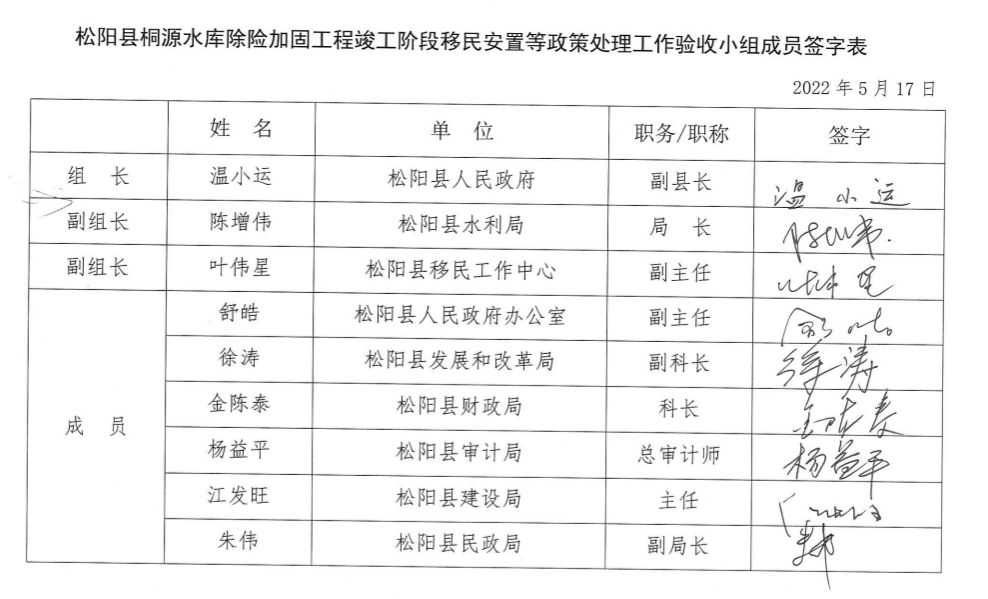 松阳县桐源水库除险加固工程竣工阶段移民安置等政策处理工作验收小组成员签字表
2022 年 5 月 17 日
姓 名 单 位 职务/职称 签字
组 长 温小运 松阳县人民政府 副县长 温小运
副组长 陈增伟 松阳县水利局 局 长
副组长 叶伟星 松阳县移民工作中心 副主任
舒皓 松阳县人民政府办公室 副主任
徐涛 松阳县发展和改革局 副科长 徐涛
金陈泰 松阳县财政局 科长 金陈泰
成 员 杨益平 松阳县审计局 总审计师 杨益平
江发旺 松阳县建设局 主任
朱伟 松阳县民政局 副局长